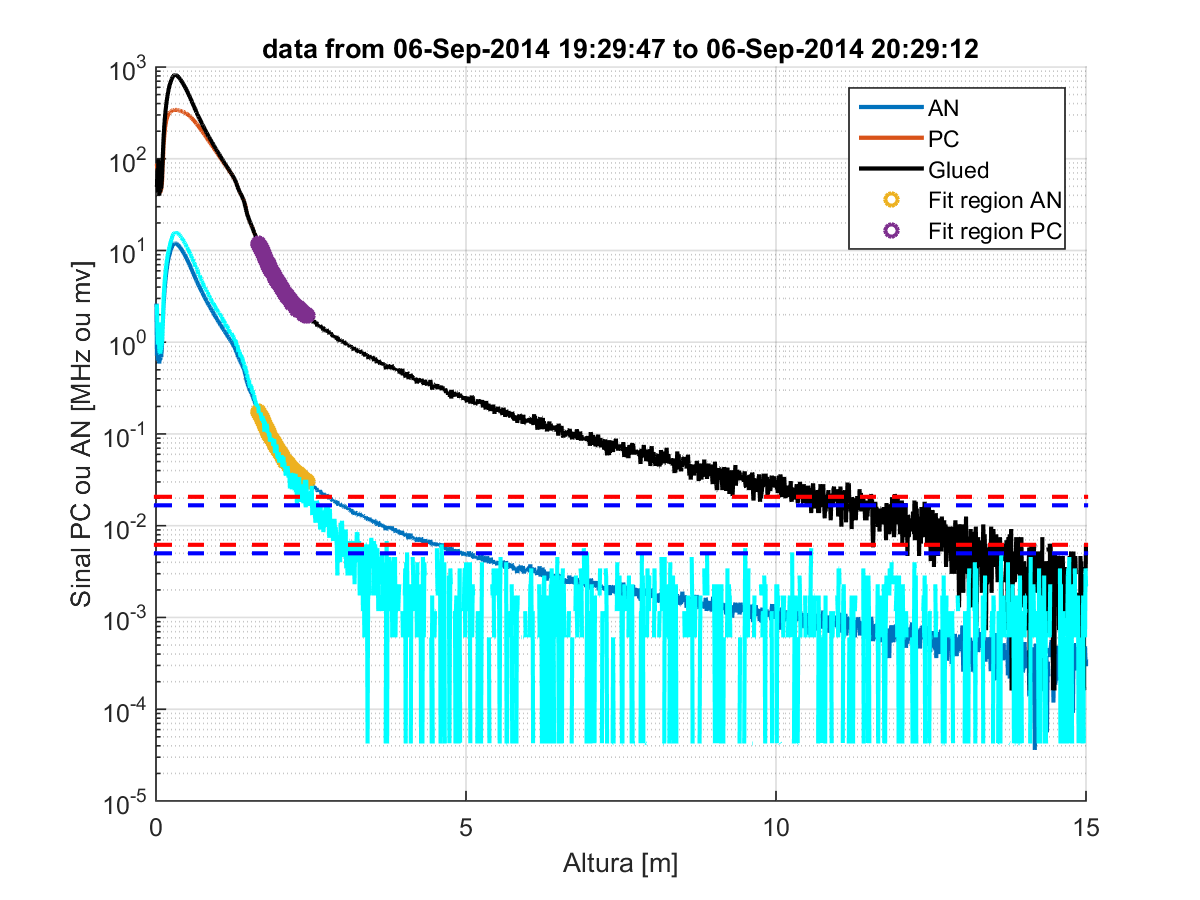 data from 06-Sep-2014 19:29:47 to 06-Sep-2014 20:29:12
AN
PC
Glued
Fit region AN
Fit region PC
Sinal PC ou AN [MHz ou mv]
10^3
10^2
10^1
10^0
10^-1
10^-2
10^-3
10^-4
10^-5
0 5 10 15
Altura [m]